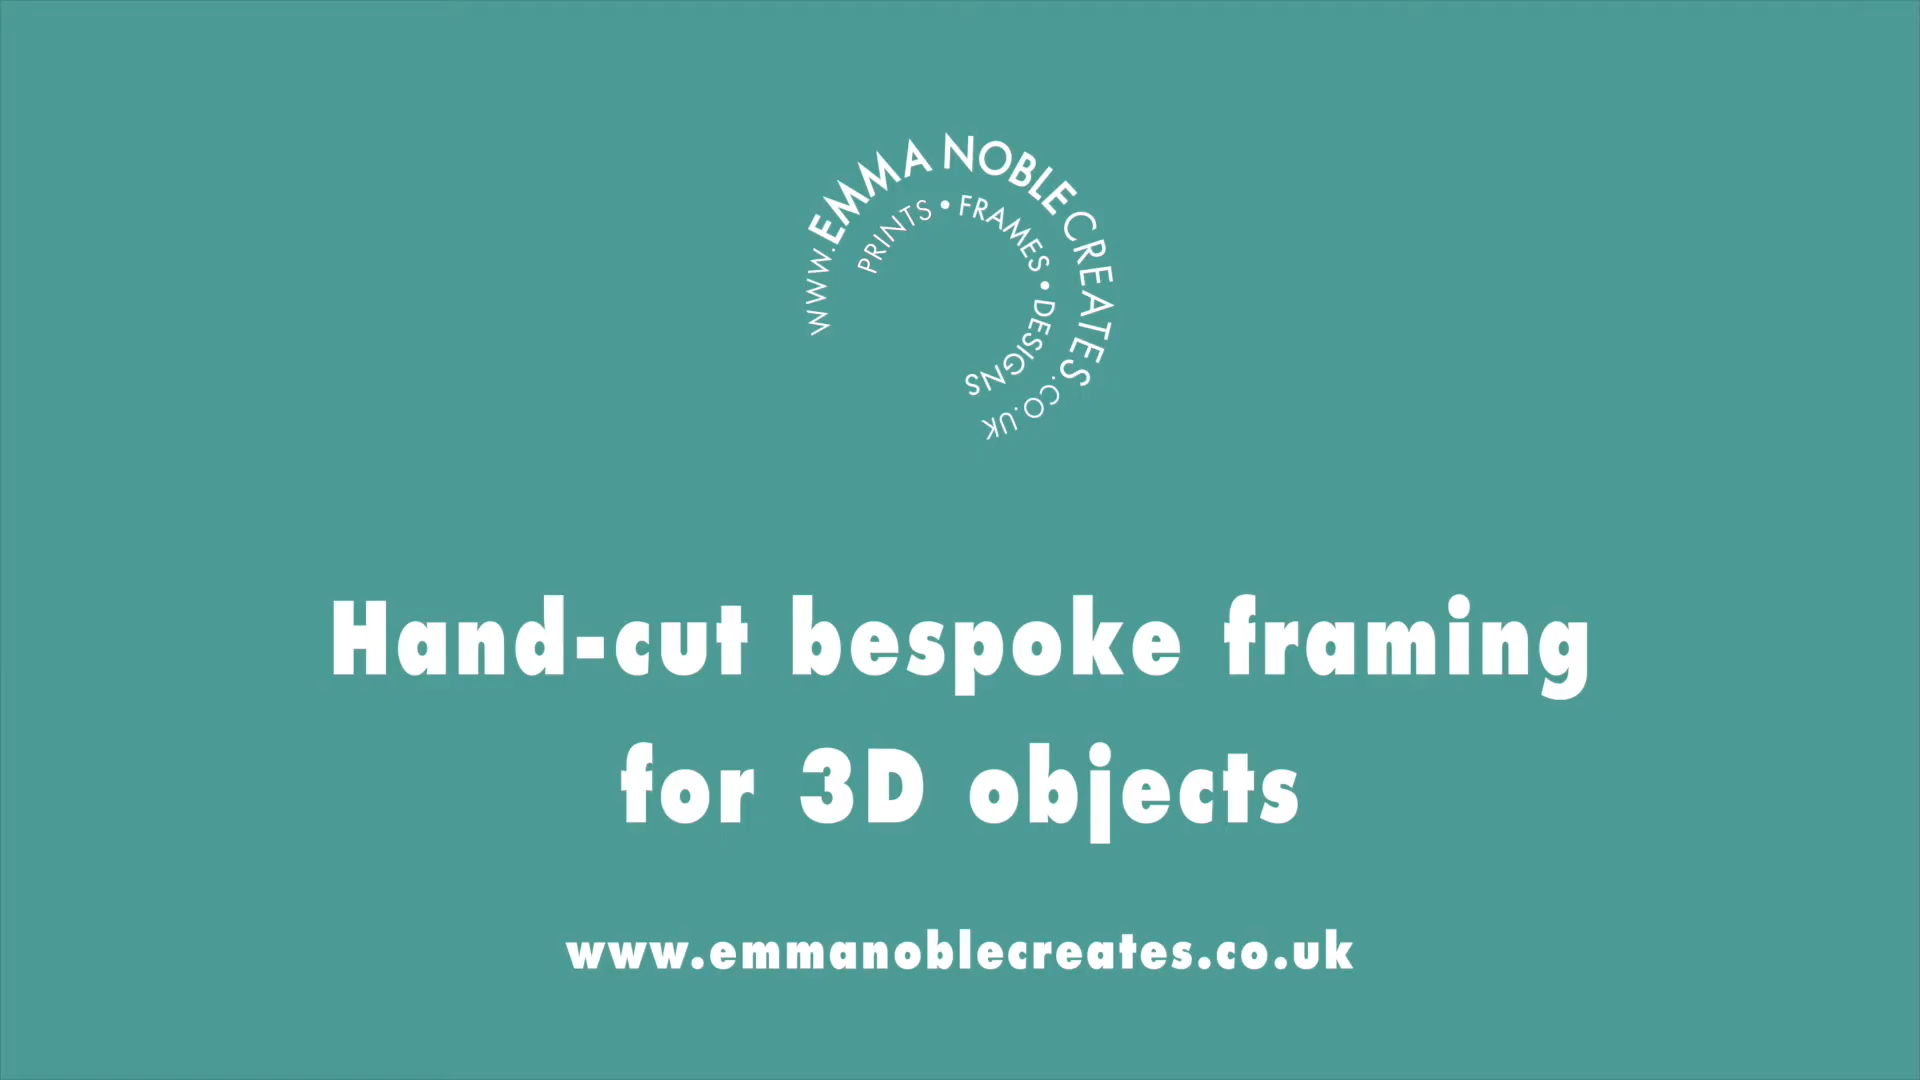 WWW.EMMA NOBLE CREATES.CO.UK
PRINTS • FRAMES • DESIGNS
Hand-cut bespoke framing
for 3D objects
www.emmanoblecreates.co.uk